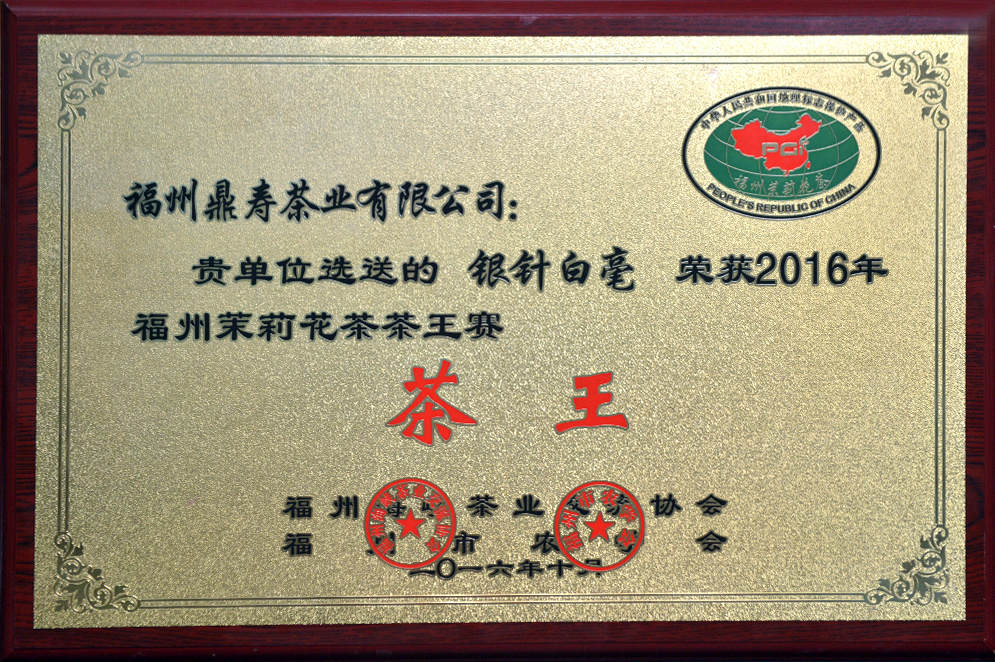 中华人民共和国地理标志保护产品
PGI
福州茉莉花茶
PEOPLE'S REPUBLIC OF CHINA
福州鼎寿茶业有限公司：
贵单位选送的 银针白毫 荣获2016年
福州茉莉花茶茶王赛
茶 王
福州 茶业 协会
福 市农 会
二〇一六年十月